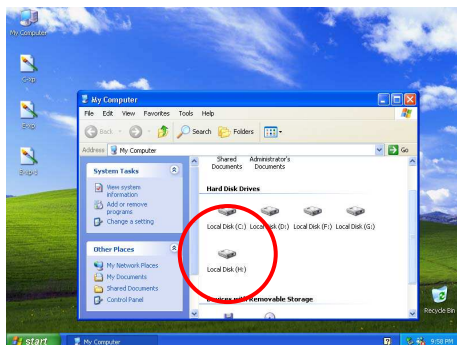 My Computer
My Computer
File Edit View Favorites Tools Help
Back
Search Folders
Address My Computer Go
System Tasks
View system information
Add or remove programs
Change a setting
Other Places
My Network Places
My Documents
Shared Documents
Control Panel
Shared Documents
Administrator's Documents
Hard Disk Drives
Local Disk (C:) Local Disk (D:) Local Disk (F:) Local Disk (G:)
Local Disk (H:)
Devices with Removable Storage
Recycle Bin
start My Computer 9:58 PM